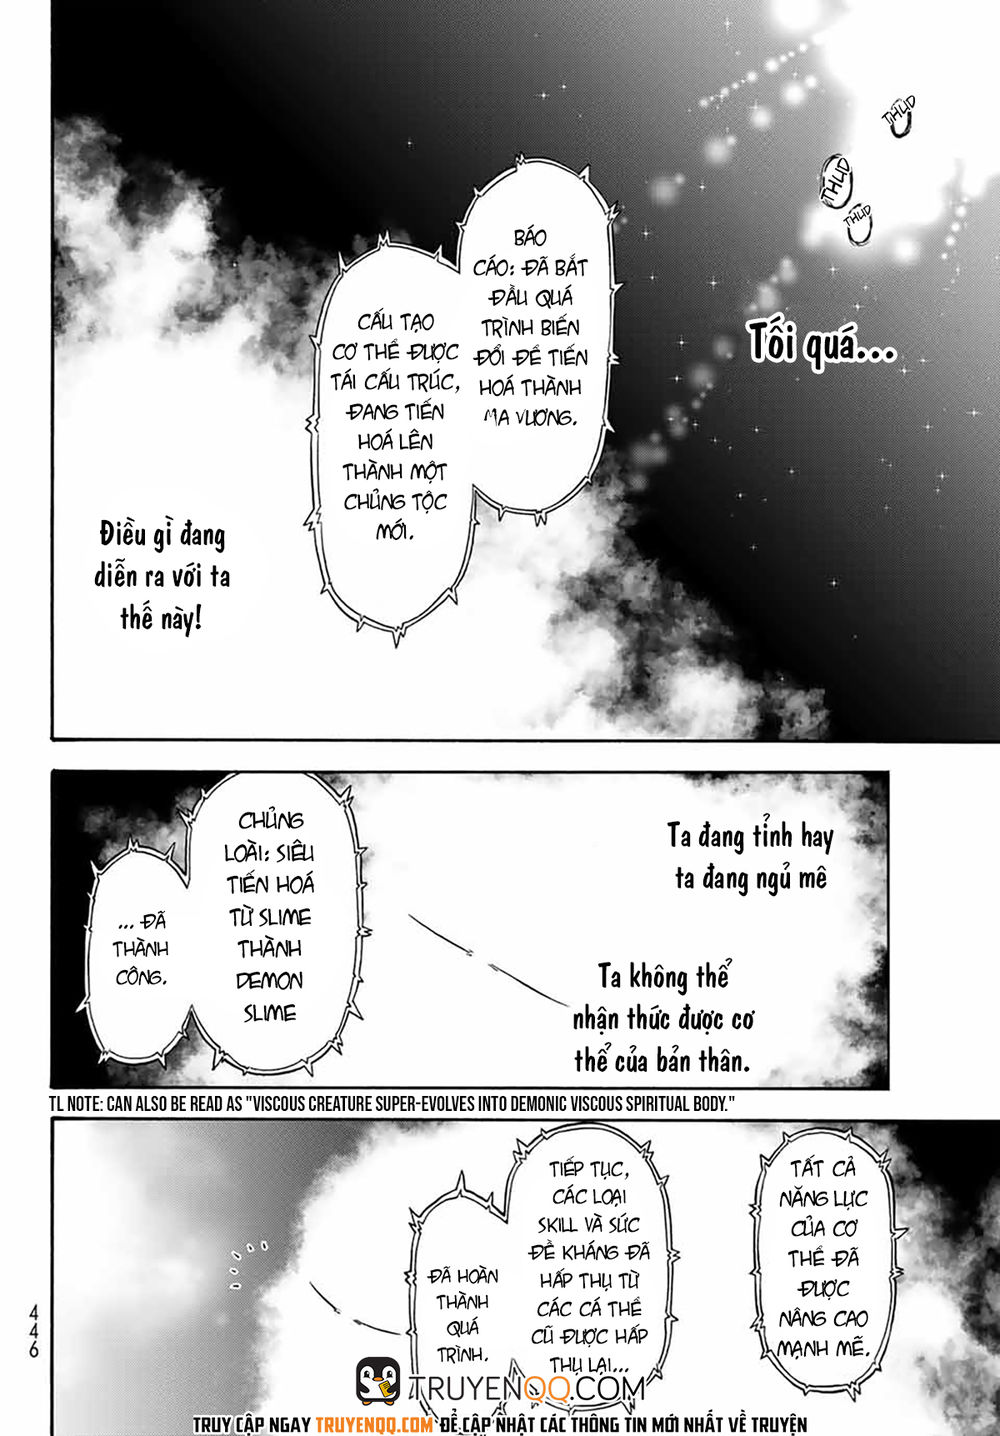 THUD
THUD
THUD
Tối quá...
BÁO
CÁO: ĐÃ BẮT
ĐẦU QUÁ
TRÌNH BIẾN
ĐỔI ĐỂ TIẾN
HOÁ THÀNH
MA VƯƠNG.
CẤU TẠO
CƠ THỂ ĐƯỢC
TÁI CẤU TRÚC,
ĐANG TIẾN
HOÁ LÊN
THÀNH MỘT
CHỦNG TỘC
MỚI.
Điều gì đang
diễn ra với ta
thế này!
Ta đang tỉnh hay
ta đang ngủ mê
Ta không thể
nhận thức được cơ
thể của bản thân.
CHỦNG
LOÀI: SIÊU
TIẾN HOÁ
TỪ SLIME
THÀNH
DEMON
SLIME
... ĐÃ
THÀNH
CÔNG.
TL NOTE: CAN ALSO BE READ AS "VISCOUS CREATURE SUPER-EVOLVES INTO DEMONIC VISCOUS SPIRITUAL BODY."
TẤT CẢ
NĂNG LỰC
CỦA CƠ
THỂ ĐÃ
ĐƯỢC
NÂNG CAO
MẠNH MẼ.
TIẾP TỤC,
CÁC LOẠI
SKILL VÀ SỨC
ĐỀ KHÁNG ĐÃ
HẤP THỤ TỪ
CÁC CÁ THỂ
CŨ ĐƯỢC HẤP
THỤ LẠI...
ĐÃ HOÀN
THÀNH
QUÁ
TRÌNH.
446
TRUYENQQ.COM
TRUY CẬP NGAY TRUYENQQ.COM ĐỂ CẬP NHẬT CÁC THÔNG TIN MỚI NHẤT VỀ TRUYỆN